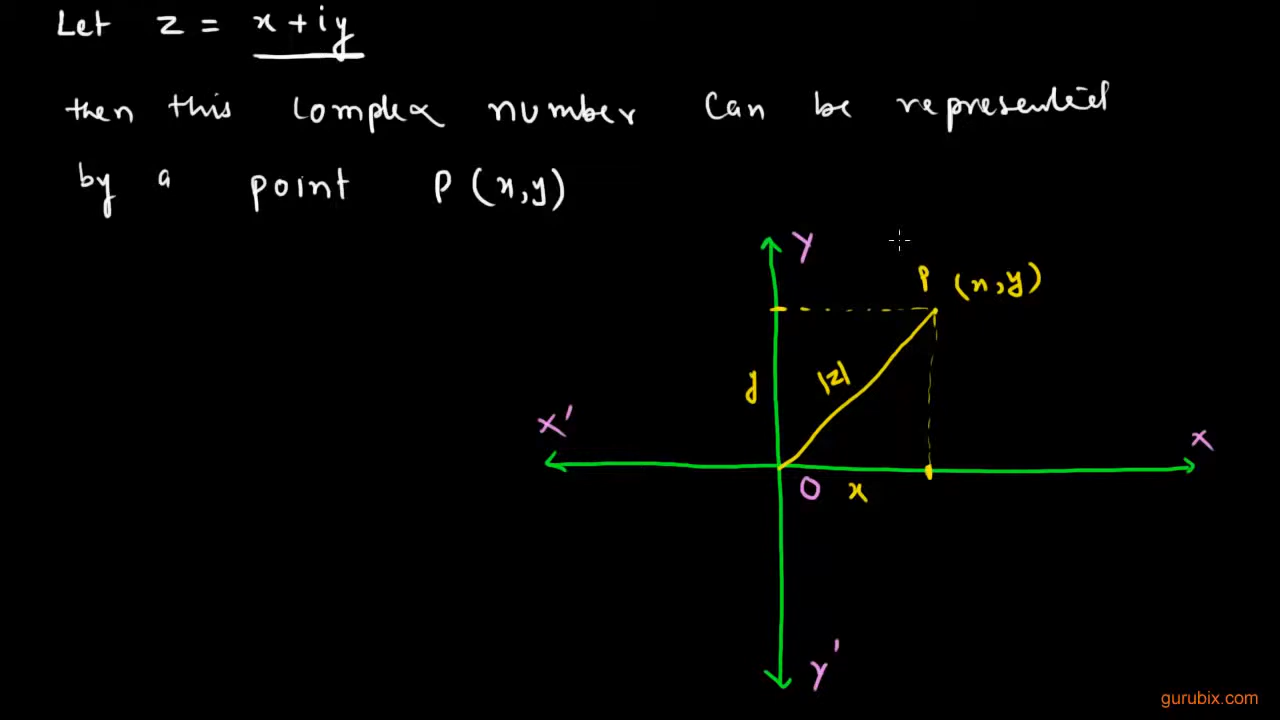 Let z = x + iy
then this complex number can be represented
by a point P (x,y)
Y
P (x,y)
|z|
y
X'
X
O x
Y'
gurubix.com